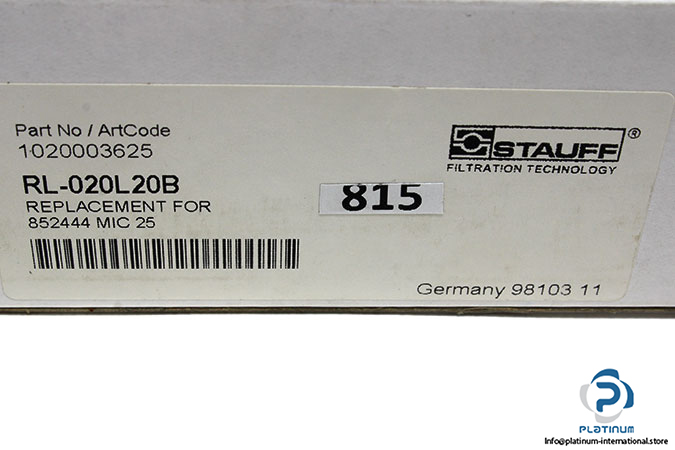 Part No / ArtCode
1020003625
RL-020L20B
REPLACEMENT FOR
852444 MIC 25
STAUFF®
FILTRATION TECHNOLOGY
815
Germany 98103 11
PLATINUM
Info@platinum-international.store